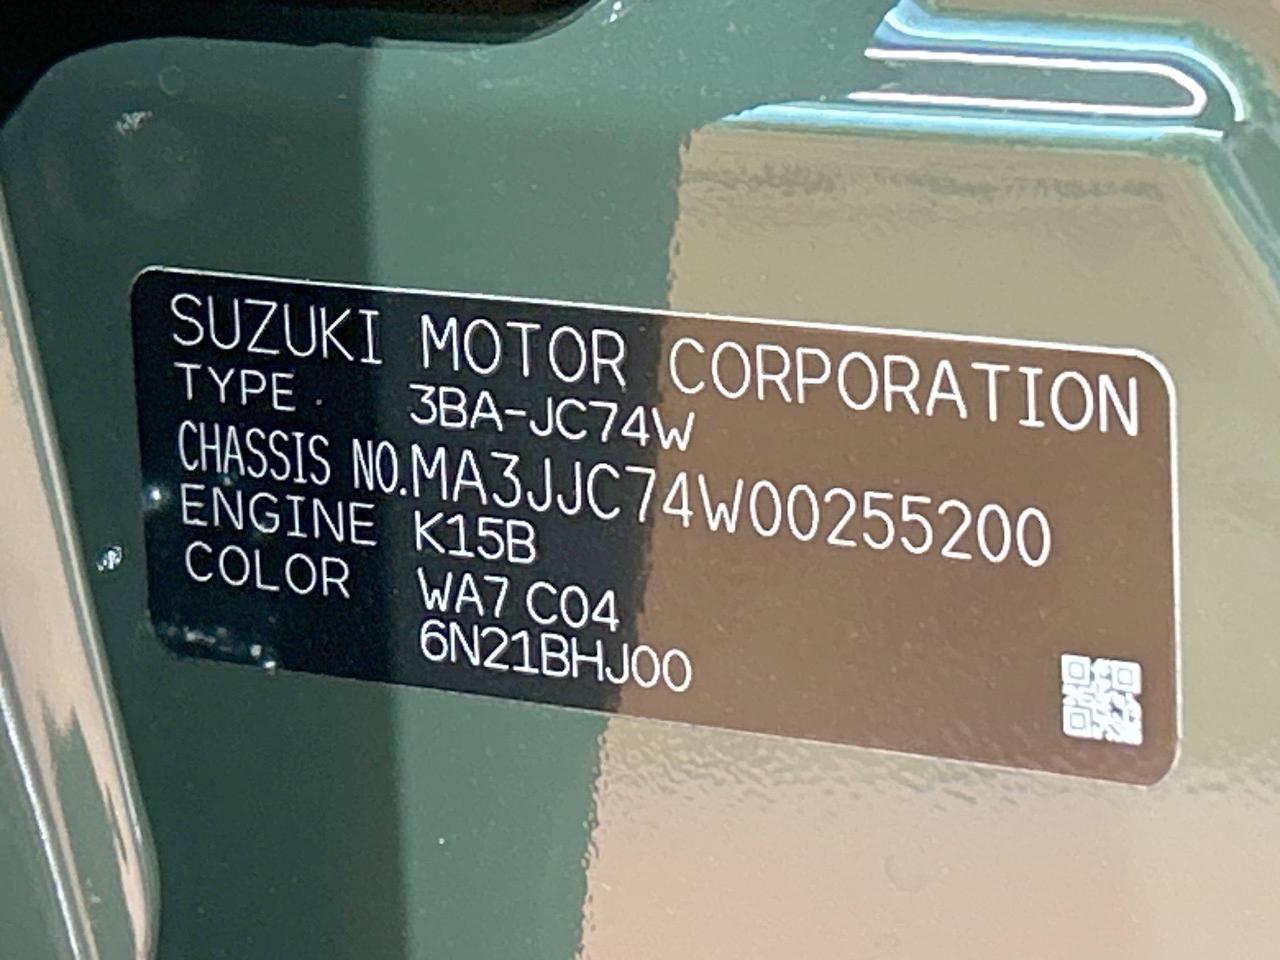 SUZUKI MOTOR CORPORATION
TYPE 3BA-JC74W
CHASSIS NO.MA3JJC74W00255200
ENGINE K15B
COLOR WA7 C04
6N21BHJ00